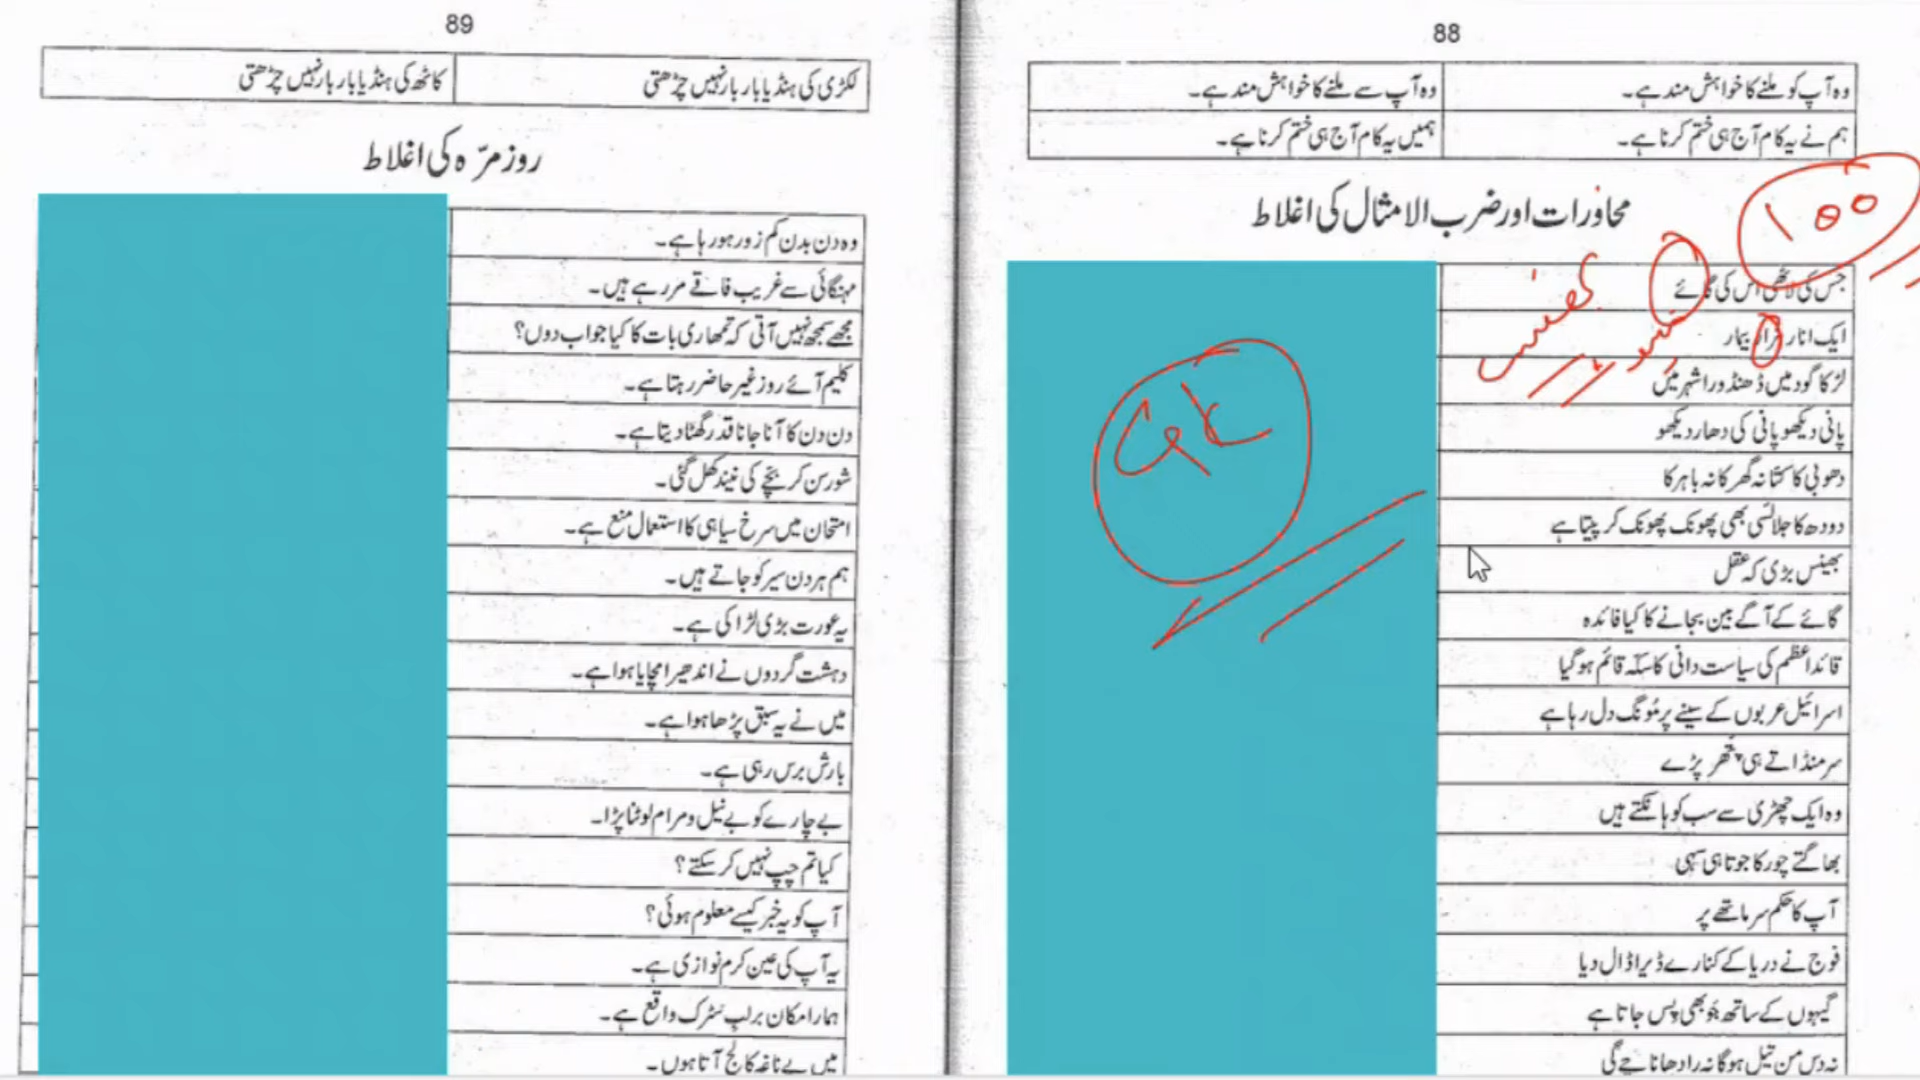 88
وہ آپ کو ملنے کا خواہش مند ہے۔ وہ آپ سے ملنے کا خواہش مند ہے۔
ہم نے یہ کام آج ہی ختم کرنا ہے۔ ہمیں یہ کام آج ہی ختم کرنا ہے۔
محاورات اور ضرب الامثال کی اغلاط
100
جس کی لاٹھی اس کی گائے
بھینس
ایک انار ہزار بیمار
لڑکا گود میں ڈھنڈورا شہر میں
پانی دیکھو پانی کی دھار دیکھو
دھوبی کا کتا نہ گھر کا نہ باہر کا
دودھ کا جلا لسّی بھی پھونک پھونک کر پیتا ہے
بھینس بڑی کہ عقل
گائے کے آگے بین بجانے کا کیا فائدہ
قائداعظم کی سیاست دانی کا سکّہ قائم ہو گیا
اسرائیل عربوں کے سینے پر مُونگ دل رہا ہے
سر منڈاتے ہی پتھر پڑے
وہ ایک چھڑی سے سب کو ہانکتے ہیں
بھاگتے چور کا جوتا ہی سہی
آپ کا حکم سر ماتھے پر
فوج نے دریا کے کنارے ڈیرا ڈال دیا
گیہوں کے ساتھ جَو بھی پس جاتا ہے
نہ دس من تیل ہو گا نہ رادھا ناچے گی
89
لکڑی کی ہنڈیا بار بار نہیں چڑھتی کاٹھ کی ہنڈیا بار بار نہیں چڑھتی
روز مرّہ کی اغلاط
وہ دن بدن کم زور ہو رہا ہے۔
مہنگائی سے غریب فاقے مر رہے ہیں۔
مجھے سمجھ نہیں آتی کہ تمھاری بات کا کیا جواب دوں؟
کلیم آئے روز غیر حاضر رہتا ہے۔
دن دن کا آنا جانا قدر گھٹا دیتا ہے۔
شور سن کر بچے کی نیند کھل گئی۔
امتحان میں سرخ سیاہی کا استعمال منع ہے۔
ہم ہر دن سیر کو جاتے ہیں۔
یہ عورت بڑی لڑاکی ہے۔
دہشت گردوں نے اندھیرا مچایا ہوا ہے۔
میں نے یہ سبق پڑھا ہوا ہے۔
بارش برس رہی ہے۔
بے چارے کو بے نیل و مرام لوٹنا پڑا۔
کیا تم چپ نہیں کر سکتے؟
آپ کو یہ خبر کیسے معلوم ہوئی؟
یہ آپ کی عین کرم نوازی ہے۔
ہمارا مکان برلبِ سڑک واقع ہے۔
میں بے ناغہ کالج آتا ہوں۔